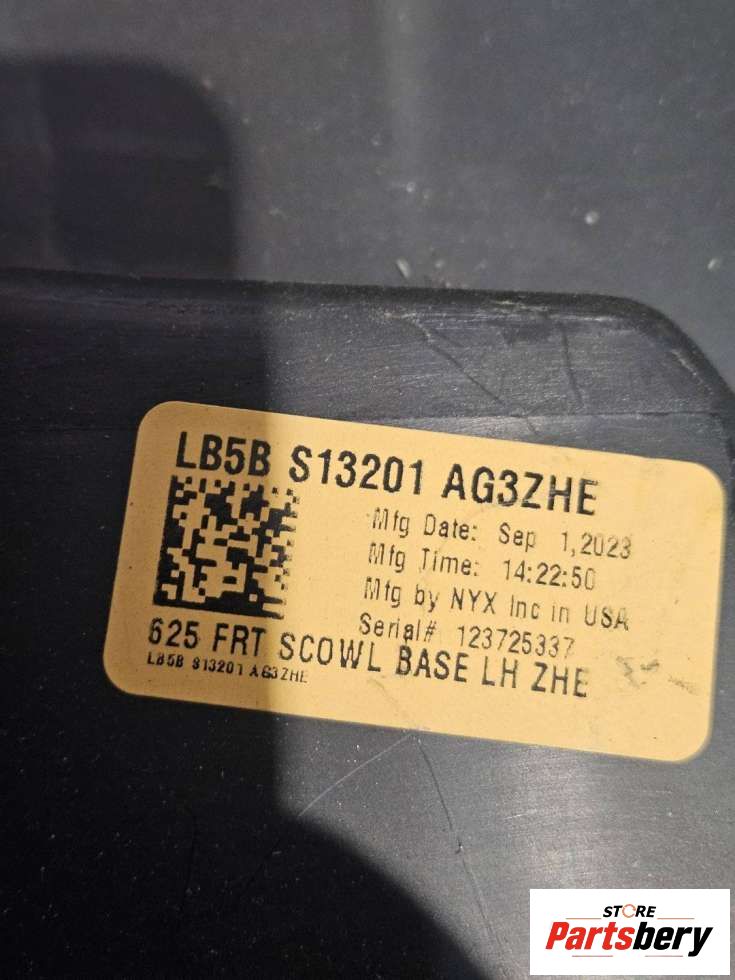 LB5B S13201 AG3ZHE
Mfg Date: Sep 1,2023
Mfg Time: 14:22:50
Mfg by NYX Inc in USA
Serial# 123725337
625 FRT SCOWL BASE LH ZHE
LB5B S13201 AG3ZHE
STORE
Partsbery